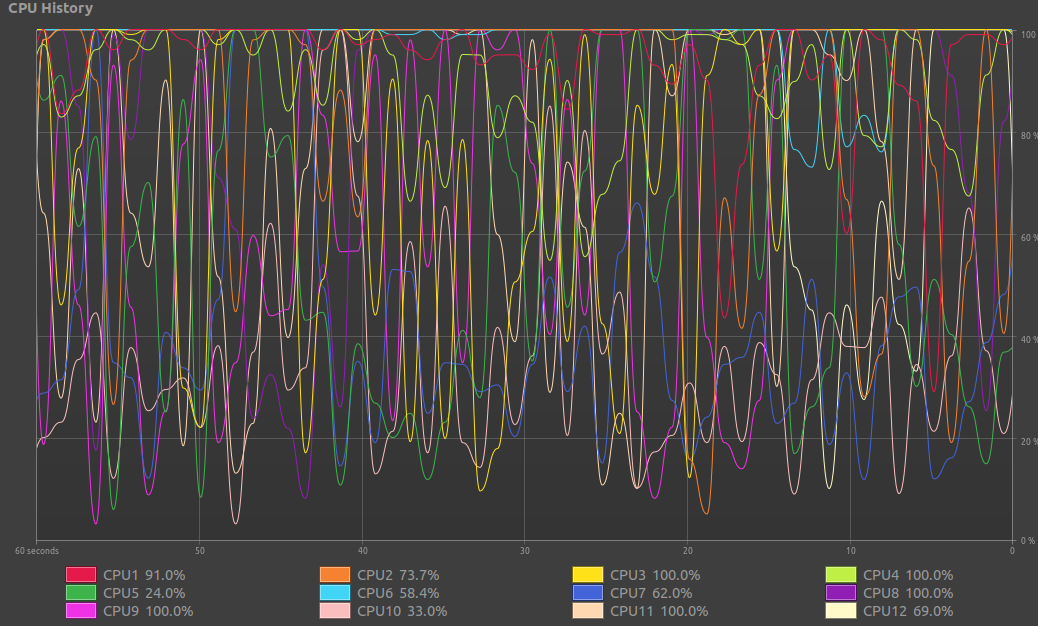 CPU History
100
80 %
60 %
40 %
20 %
0 %
60 seconds 50 40 30 20 10 0
CPU1 91.0% CPU2 73.7% CPU3 100.0% CPU4 100.0%
CPU5 24.0% CPU6 58.4% CPU7 62.0% CPU8 100.0%
CPU9 100.0% CPU10 33.0% CPU11 100.0% CPU12 69.0%